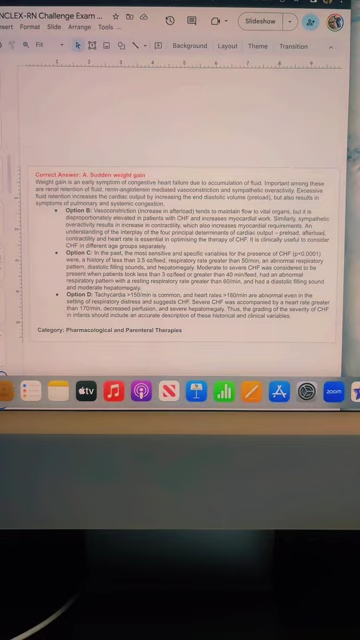 NCLEX-RN Challenge Exam ...
nsert Format Slide Arrange Tools ...
Slideshow
Fit
Background Layout Theme Transition
Correct Answer: A. Sudden weight gain
Weight gain is an early symptom of congestive heart failure due to accumulation of fluid. Important among these
are renal retention of fluid, renin-angiotensin mediated vasoconstriction and sympathetic overactivity. Excessive
fluid retention increases the cardiac output by increasing the end diastolic volume (preload), but also results in
symptoms of pulmonary and systemic congestion.
Option B: Vasoconstriction (increase in afterload) tends to maintain flow to vital organs, but it is
disproportionately elevated in patients with CHF and increases myocardial work. Similarly, sympathetic
overactivity results in increase in contractility, which also increases myocardial requirements. An
understanding of the interplay of the four principal determinants of cardiac output – preload, afterload,
contractility and heart rate is essential in optimising the therapy of CHF. It is clinically useful to consider
CHF in different age groups separately.
Option C: In the past, the most sensitive and specific variables for the presence of CHF (p<0.0001)
were, a history of less than 3.5 oz/feed, respiratory rate greater than 50/min, an abnormal respiratory
pattern, diastolic filling sounds, and hepatomegaly. Moderate to severe CHF was considered to be
present when patients took less than 3 oz/feed or greater than 40 min/feed, had an abnormal
respiratory pattern with a resting respiratory rate greater than 60/min, and had a diastolic filling sound
and moderate hepatomegaly.
Option D: Tachycardia >150/min is common, and heart rates >180/min are abnormal even in the
setting of respiratory distress and suggests CHF. Severe CHF was accompanied by a heart rate greater
than 170/min, decreased perfusion, and severe hepatomegaly. Thus, the grading of the severity of CHF
in infants should include an accurate description of these historical and clinical variables.
Category: Pharmacological and Parenteral Therapies
tv
zoom